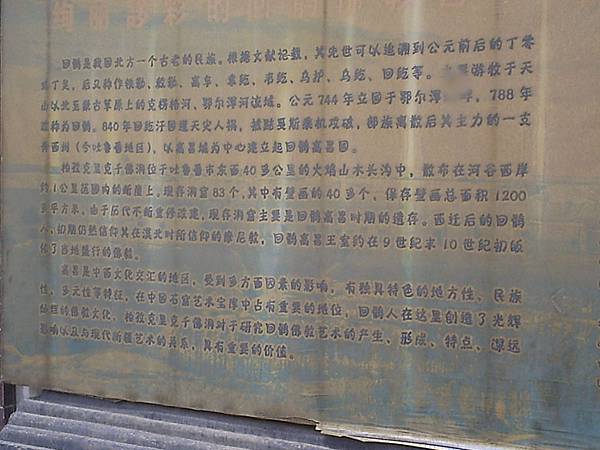 回鹘是我国北方一个古老的民族。根据文献记载，其先世可以追溯到公元前后的丁零
丁灵，后又称作铁勒、敕勒、高车、袁纥、韦纥、乌护、乌纥、回纥等。游牧于天
山以北至蒙古草原上的克楞格河、鄂尔浑河流域。公元744年立国于鄂尔浑，788年
改称为回鹘。840年回纥汗国遭天灾人祸，被黠戛斯乘机攻破，部族离散后其主力的一支
西州（今吐鲁番地区），以高昌城为中心建立起回鹘高昌国。
柏孜克里克千佛洞位于吐鲁番市东西40多公里的火焰山木头沟中，散布在河谷西岸
约1公里范围内的断崖上。现存洞窟83个，其中有壁画的40多个，保存壁画总面积1200
平方米。由于历代不断重修改建，现存洞窟主要是回鹘高昌时期的遗存。西迁后的回鹘
人，初期仍然信仰其在漠北时所信仰的摩尼教，回鹘高昌王室约在9世纪末10世纪初皈
依了当地盛行的佛教。
高昌是中西文化交汇的地区，受到多方面因素的影响，有独具特色的地方性、民族
性、多元性等特征，在中国石窟艺术宝库中占有重要的地位，回鹘人在这里创造了光辉
灿烂的佛教文化。柏孜克里克千佛洞对于研究回鹘佛教艺术的产生、形成、特点、深远
影响以及与现代新疆艺术的关系，具有重要的价值。